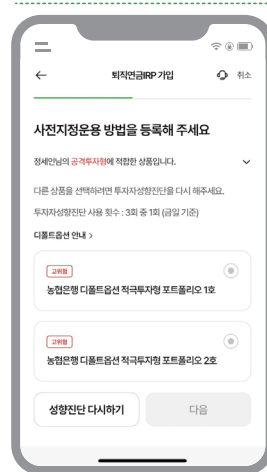 퇴직연금IRP 가입
취소
사전지정운용 방법을 등록해 주세요
정세인님의 공격투자형에 적합한 상품입니다.
다른 상품을 선택하려면 투자자성향진단을 다시 해주세요.
투자자성향진단 사용 횟수 : 3회 중 1회 (금일 기준)
디폴트옵션 안내 >
고위험
농협은행 디폴트옵션 적극투자형 포트폴리오 1호
고위험
농협은행 디폴트옵션 적극투자형 포트폴리오 2호
성향진단 다시하기
다음